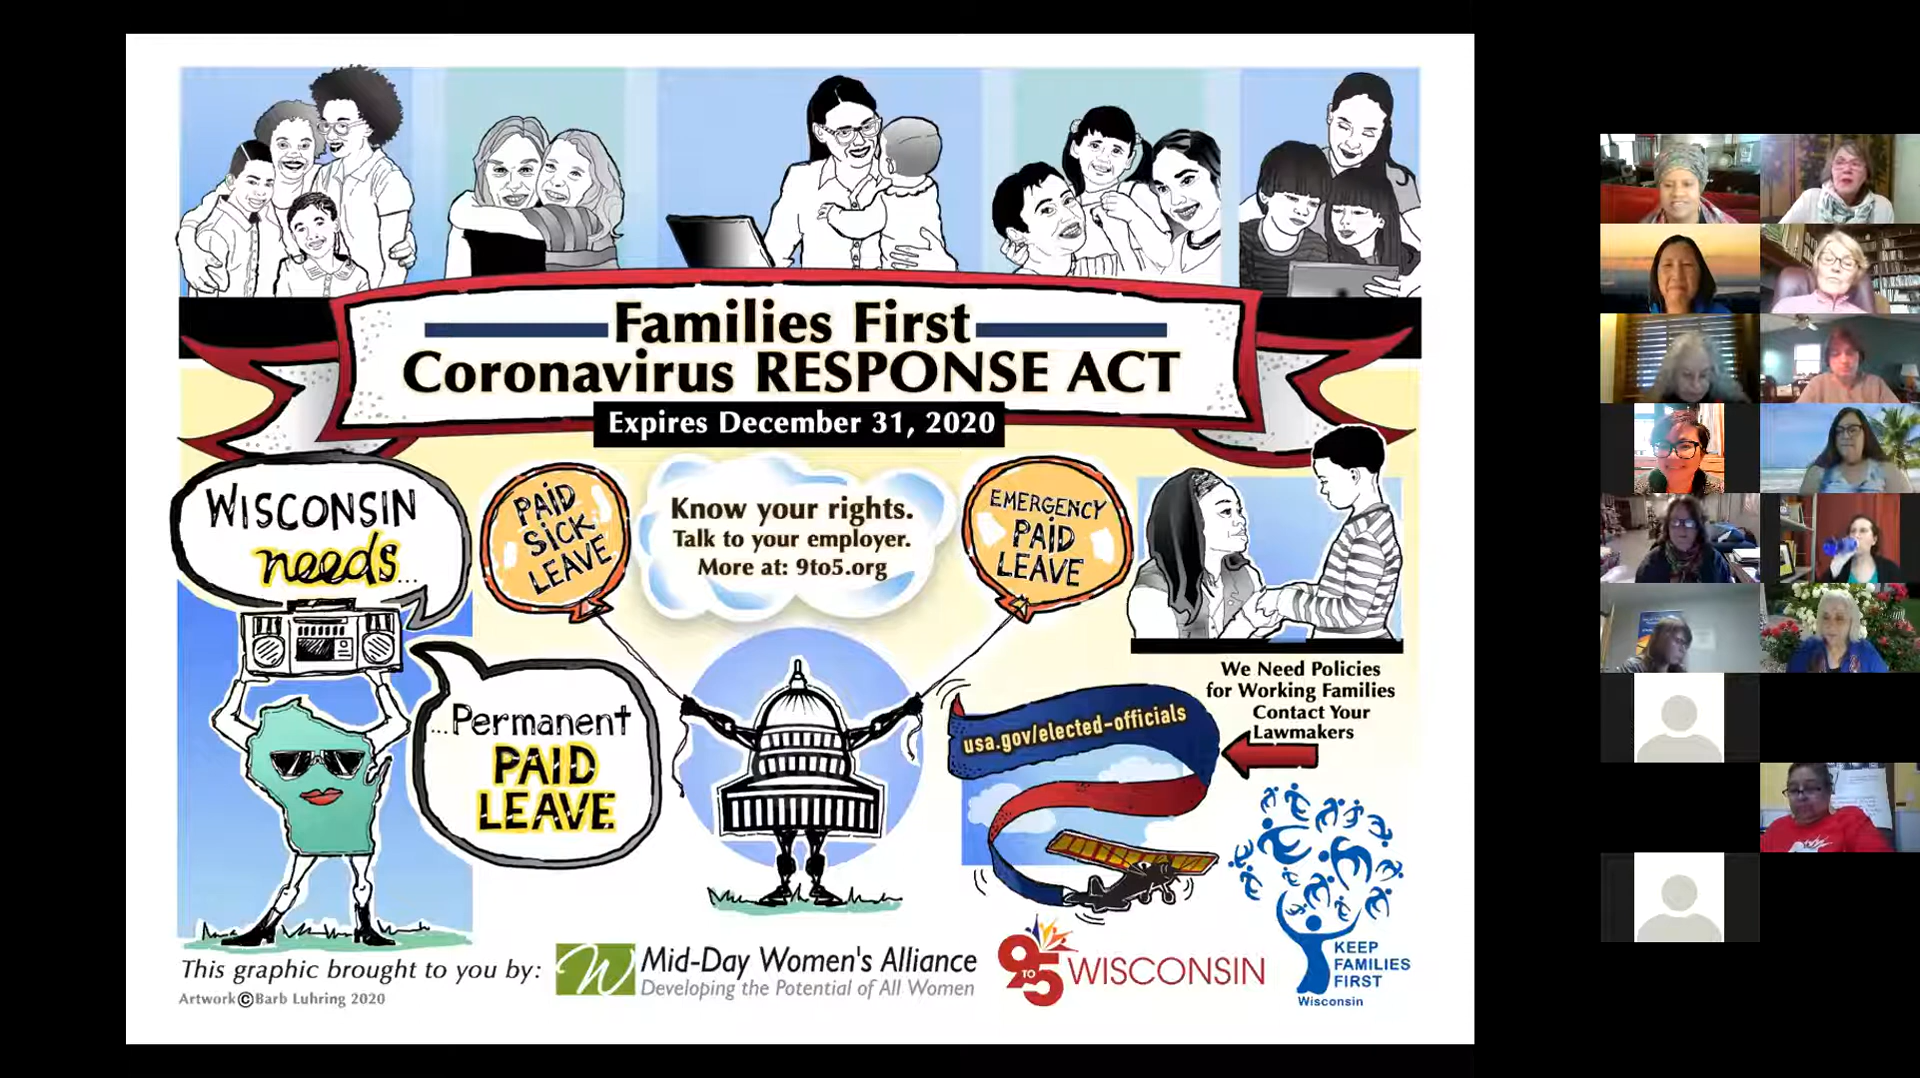 Families First
Coronavirus RESPONSE ACT
Expires December 31, 2020
WISCONSIN
needs...
PAID
SICK
LEAVE
Know your rights.
Talk to your employer.
More at: 9to5.org
EMERGENCY
PAID
LEAVE
...Permanent
PAID
LEAVE
We Need Policies
for Working Families
Contact Your
Lawmakers
usa.gov/elected-officials
This graphic brought to you by:
Artwork©Barb Luhring 2020
W
Mid-Day Women's Alliance
Developing the Potential of All Women
9
TO
5
WISCONSIN
KEEP
FAMILIES
FIRST
Wisconsin